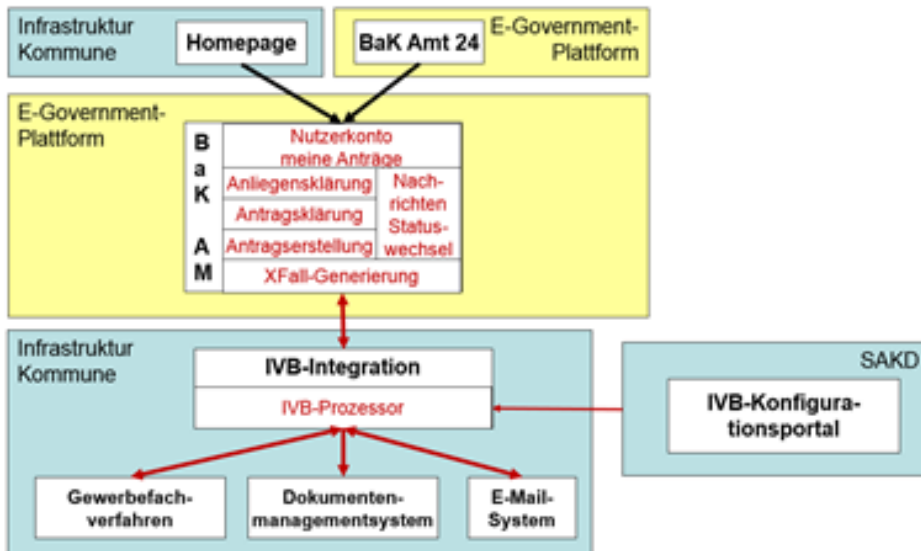 Infrastruktur
Kommune
Homepage
BaK Amt 24
E-Government-
Plattform
E-Government-
Plattform
B
a
K
A
M
Nutzerkonto
meine Anträge
Anliegensklärung
Antragsklärung
Antragserstellung
Nach-
richten
Status-
wechsel
XFall-Generierung
Infrastruktur
Kommune
IVB-Integration
IVB-Prozessor
SAKD
IVB-Konfigura-
tionsportal
Gewerbefach-
verfahren
Dokumenten-
managementsystem
E-Mail-
System